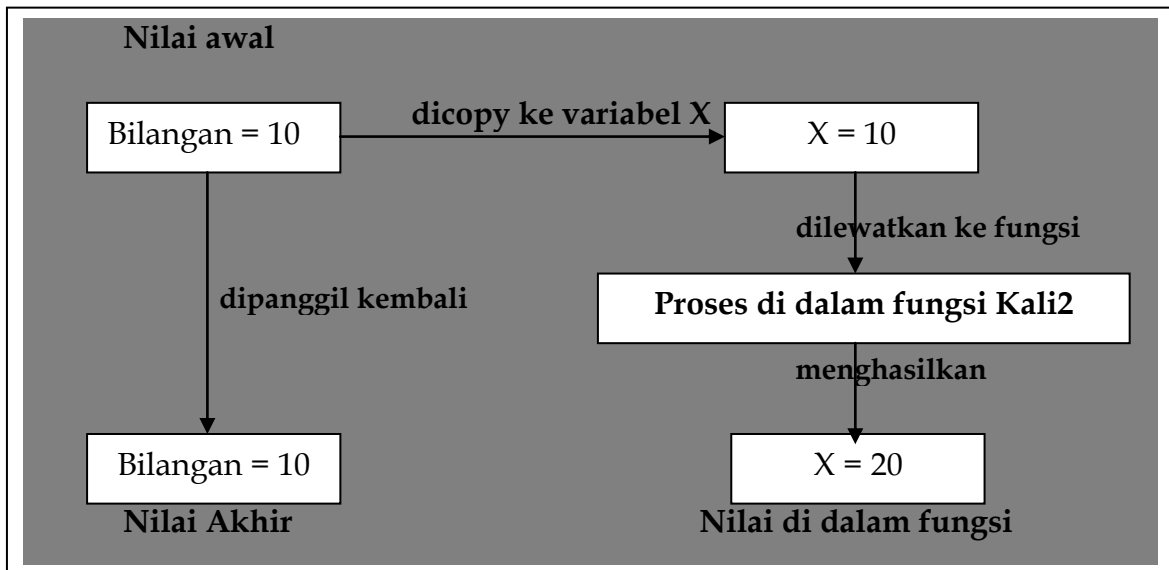 Nilai awal
Bilangan = 10
dicopy ke variabel X
X = 10
dilewatkan ke fungsi
dipanggil kembali
Proses di dalam fungsi Kali2
menghasilkan
Bilangan = 10
X = 20
Nilai Akhir
Nilai di dalam fungsi